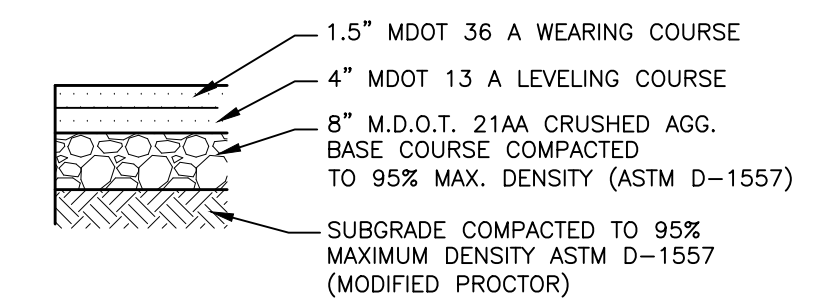 1.5" MDOT 36 A WEARING COURSE
4" MDOT 13 A LEVELING COURSE
8" M.D.O.T. 21AA CRUSHED AGG.
BASE COURSE COMPACTED
TO 95% MAX. DENSITY (ASTM D-1557)
SUBGRADE COMPACTED TO 95%
MAXIMUM DENSITY ASTM D-1557
(MODIFIED PROCTOR)